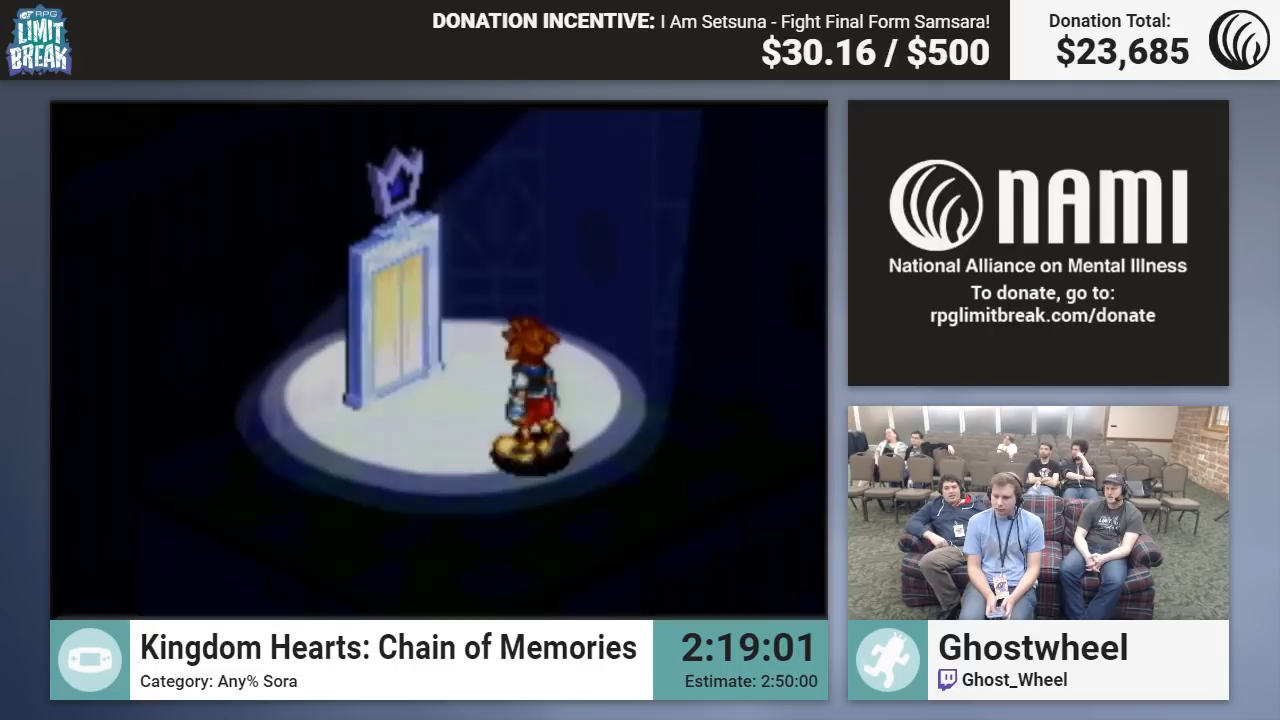 RPG
LIMIT
BREAK
DONATION INCENTIVE: I Am Setsuna - Fight Final Form Samsara!
$30.16 / $500
Donation Total:
$23,685
NAMI
National Alliance on Mental Illness
To donate, go to:
rpglimitbreak.com/donate
Kingdom Hearts: Chain of Memories
Category: Any% Sora
2:19:01
Estimate: 2:50:00
Ghostwheel
Ghost_Wheel